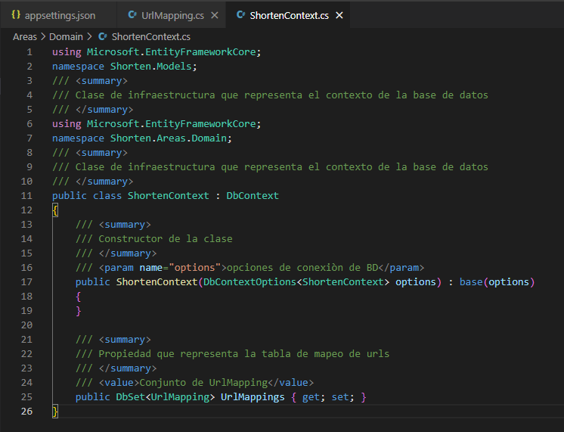 appsettings.json UrlMapping.cs ShortenContext.cs
Areas > Domain > ShortenContext.cs
1 using Microsoft.EntityFrameworkCore;
2 namespace Shorten.Models;
3 /// <summary>
4 /// Clase de infraestructura que representa el contexto de la base de datos
5 /// </summary>
6 using Microsoft.EntityFrameworkCore;
7 namespace Shorten.Areas.Domain;
8 /// <summary>
9 /// Clase de infraestructura que representa el contexto de la base de datos
10 /// </summary>
11 public class ShortenContext : DbContext
12 {
13 /// <summary>
14 /// Constructor de la clase
15 /// </summary>
16 /// <param name="options">opciones de conexiòn de BD</param>
17 public ShortenContext(DbContextOptions<ShortenContext> options) : base(options)
18 {
19 }
20
21 /// <summary>
22 /// Propiedad que representa la tabla de mapeo de urls
23 /// </summary>
24 /// <value>Conjunto de UrlMapping</value>
25 public DbSet<UrlMapping> UrlMappings { get; set; }
26 }